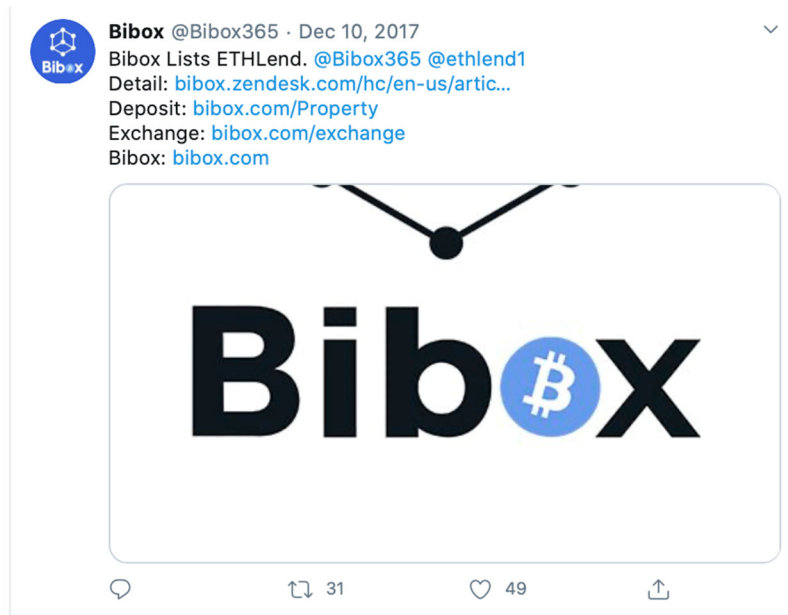 Bibox @Bibox365 · Dec 10, 2017
Bibox Lists ETHLend. @Bibox365 @ethlend1
Detail: bibox.zendesk.com/hc/en-us/artic...
Deposit: bibox.com/Property
Exchange: bibox.com/exchange
Bibox: bibox.com
Bibox
Bibox
31 49